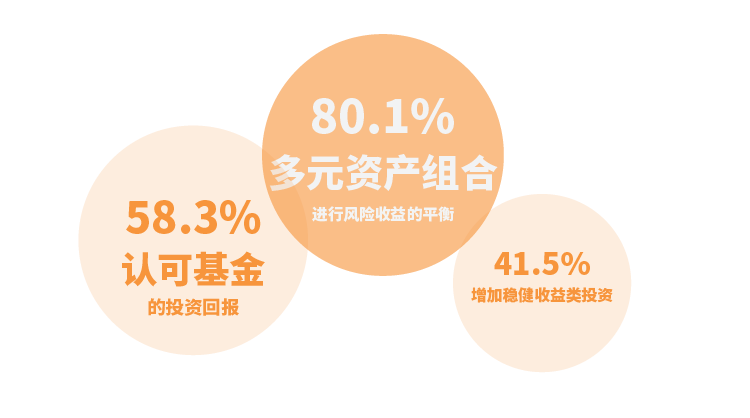 80.1%
多元资产组合
进行风险收益的平衡
58.3%
认可基金
的投资回报
41.5%
增加稳健收益类投资